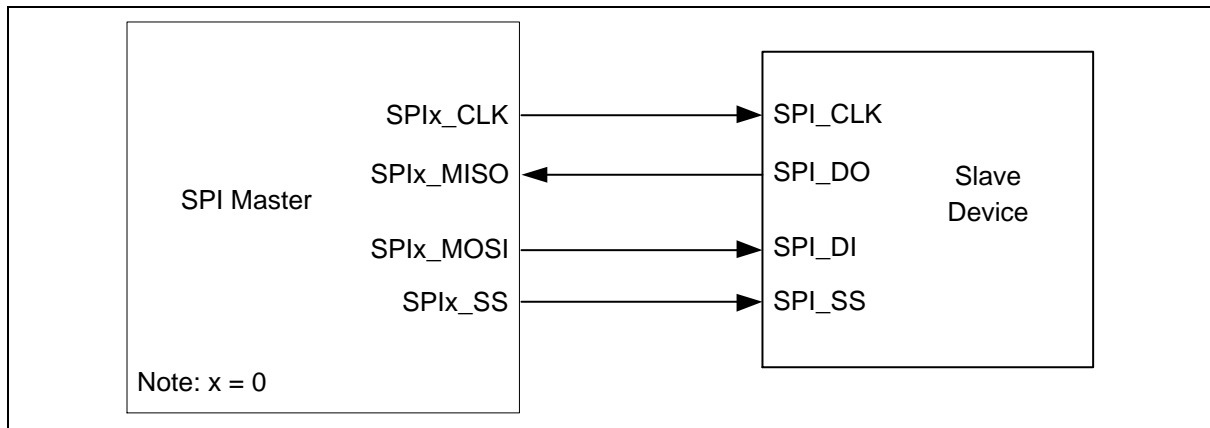 SPI Master
SPIx_CLK
SPIx_MISO
SPIx_MOSI
SPIx_SS
Note: x = 0
SPI_CLK
SPI_DO
SPI_DI
SPI_SS
Slave
Device